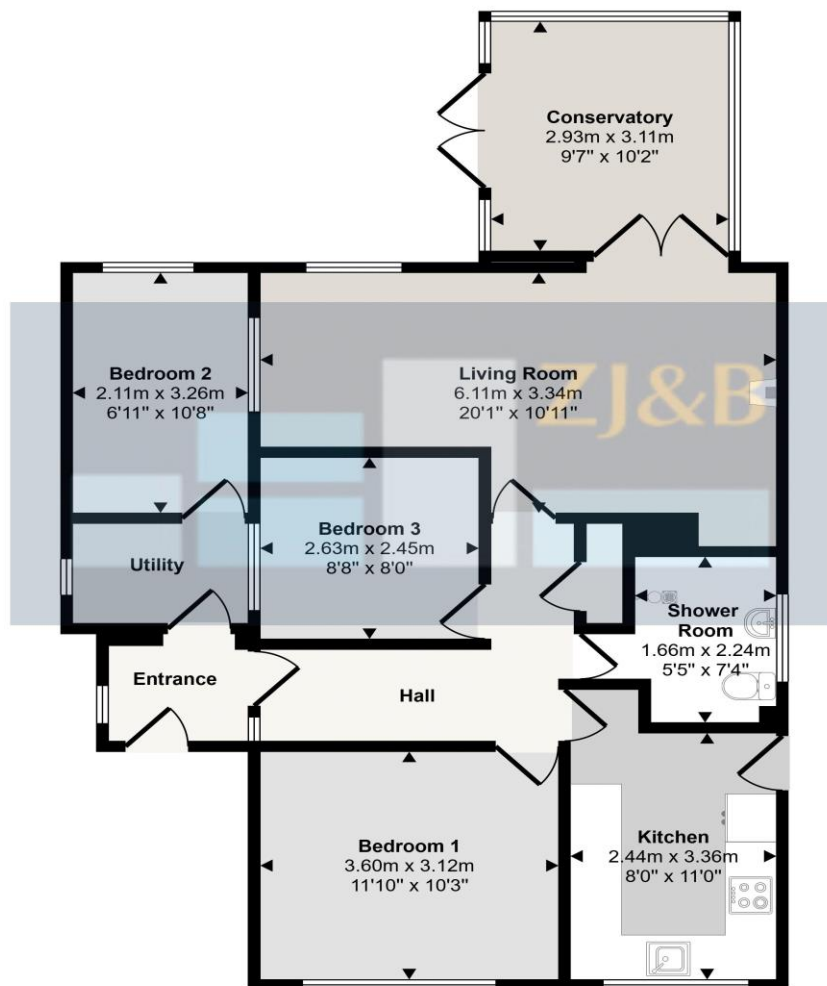 Conservatory
2.93m x 3.11m
9'7" x 10'2"
Bedroom 2
2.11m x 3.26m
6'11" x 10'8"
Living Room
6.11m x 3.34m
20'1" x 10'11"
ZJ&B
Bedroom 3
2.63m x 2.45m
8'8" x 8'0"
Utility
Shower
Room
1.66m x 2.24m
5'5" x 7'4"
Entrance
Hall
Bedroom 1
3.60m x 3.12m
11'10" x 10'3"
Kitchen
2.44m x 3.36m
8'0" x 11'0"